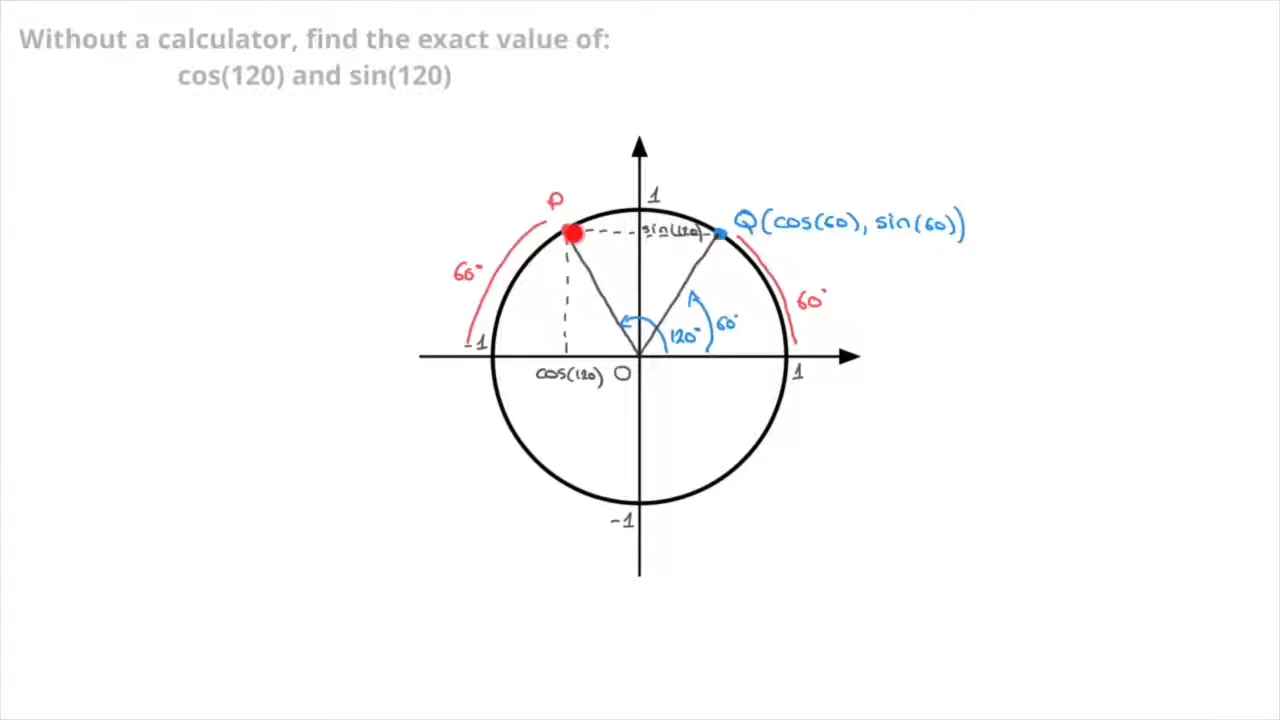 Without a calculator, find the exact value of:
cos(120) and sin(120)
P
1
sin(120)
Q(cos(60), sin(60))
60°
60°
-1
120°
60°
cos(120)
O
1
-1